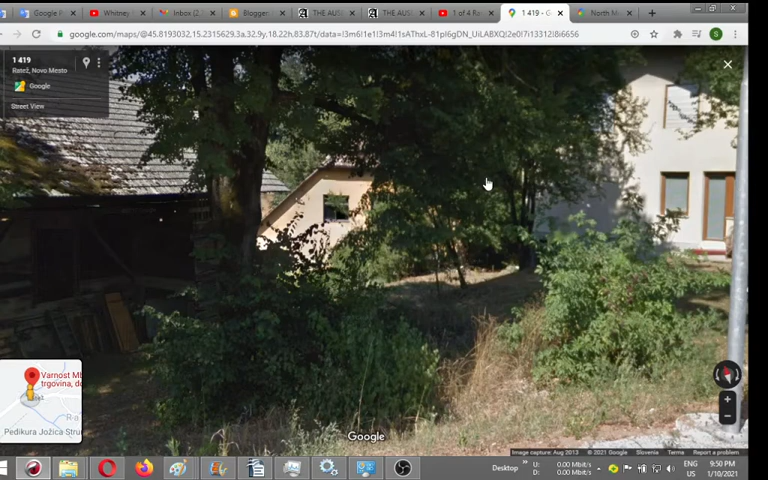 Google P
Whitney
Inbox (2,
Blogger:
THE AUS
THE AUS
1 of 4 Ra
1 419 - G
North M
google.com/maps/@45.8193032,15.2315629,3a,32.9y,18.22h,83.87t/data=!3m6!1e1!3m4!1sAThxL-81pI6gDN_UiLABXQ!2e0!7i13312!8i6656
S
1 419
Ratež, Novo Mesto
Google
Street View
Varnost Mb
trgovina, do
Pedikura Jožica Stru
Google
Image capture: Aug 2013 © 2021 Google Slovenia Terms Report a problem
Desktop
U: 0.00 Mbit/s
D: 0.00 Mbit/s
ENG
US
9:50 PM
1/10/2021